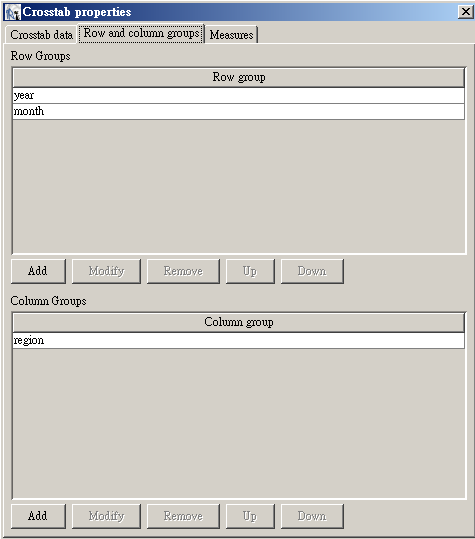 Crosstab properties
Crosstab data Row and column groups Measures
Row Groups
Row group
year
month
Add Modify Remove Up Down
Column Groups
Column group
region
Add Modify Remove Up Down